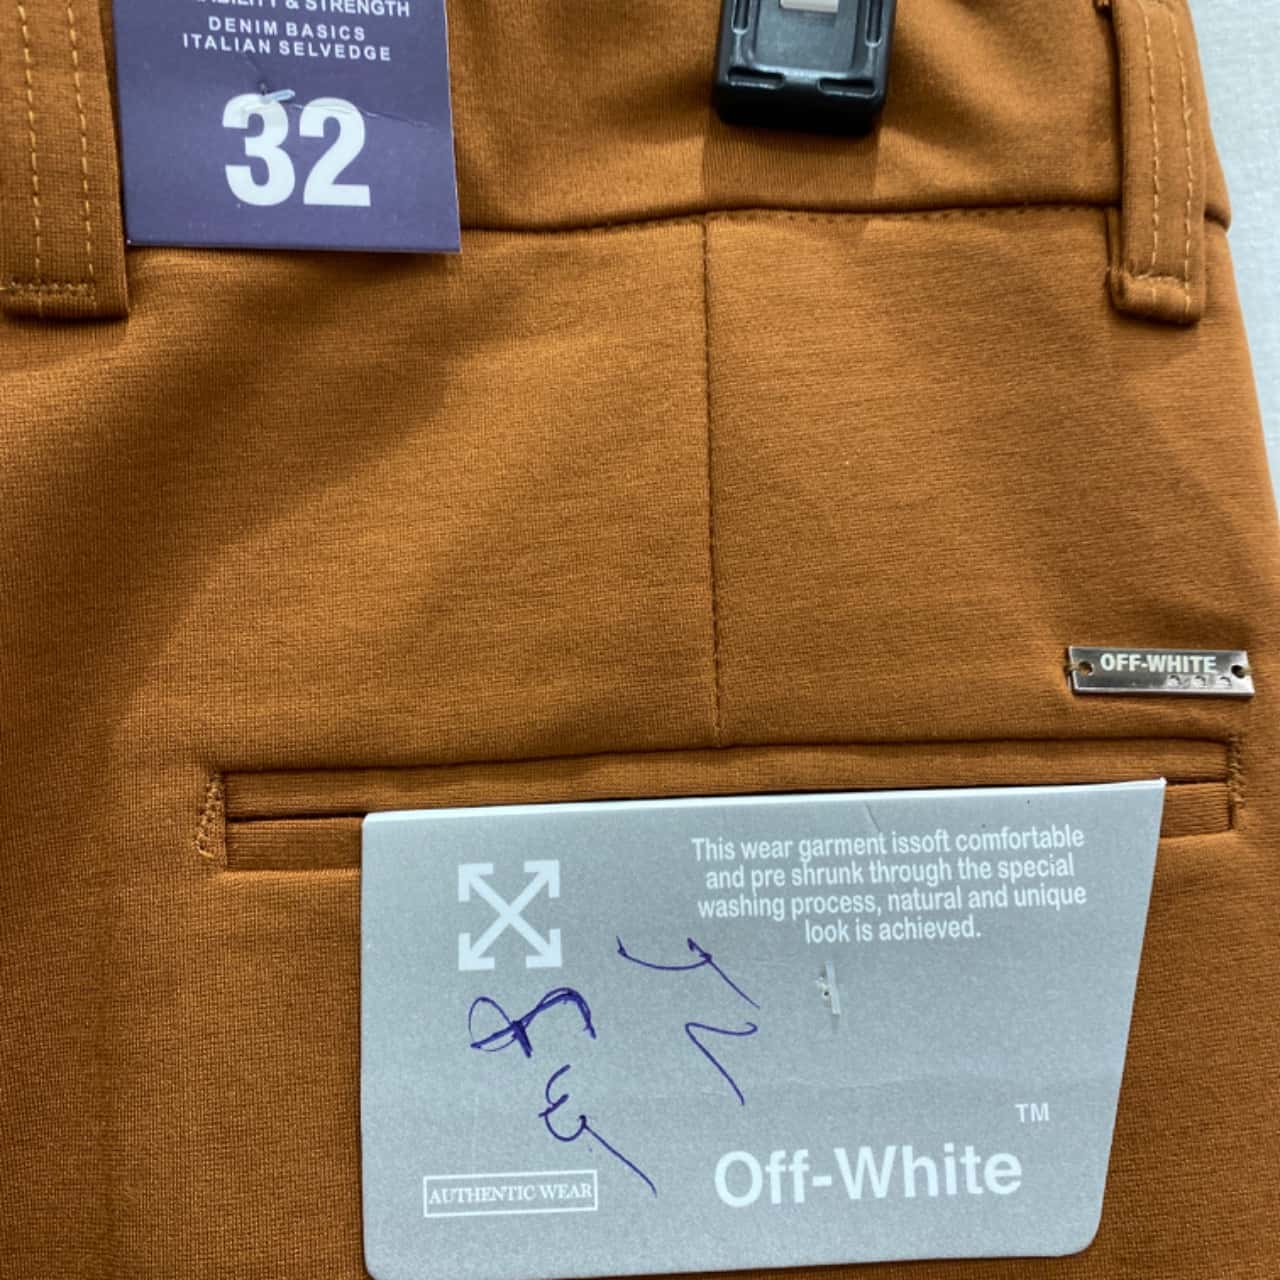 & STRENGTH
DENIM BASICS
ITALIAN SELVEDGE
32
OFF-WHITE
This wear garment issoft comfortable
and pre shrunk through the special
washing process, natural and unique
look is achieved.
TM
Off-White
AUTHENTIC WEAR